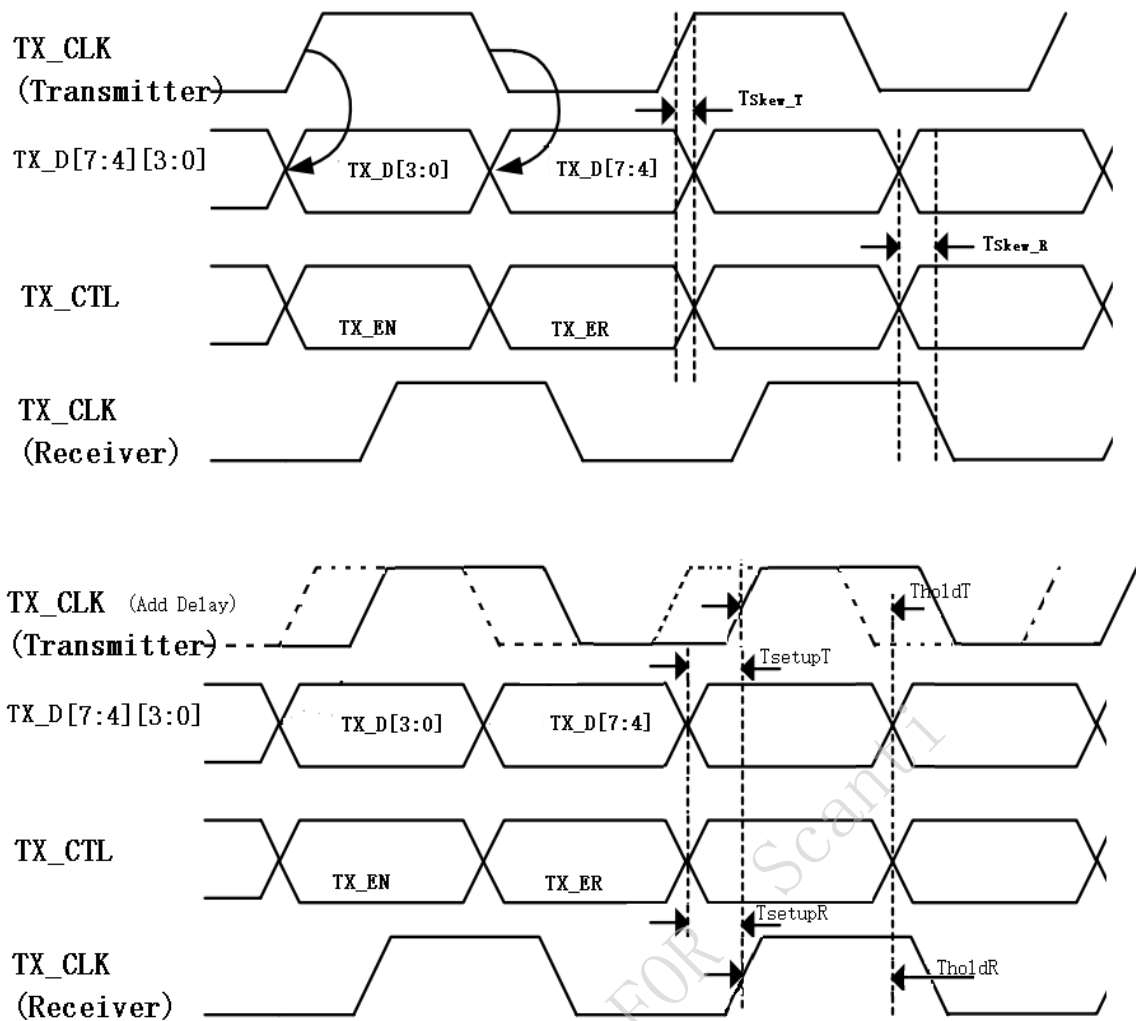 TX_CLK
(Transmitter)
Tskew_T
TX_D[7:4][3:0]
TX_D[3:0]
TX_D[7:4]
Tskew_R
TX_CTL
TX_EN
TX_ER
TX_CLK
(Receiver)
TX_CLK (Add Delay)
(Transmitter)
TholdT
TsetupT
TX_D[7:4][3:0]
TX_D[3:0]
TX_D[7:4]
TX_CTL
TX_EN
TX_ER
TsetupR
TX_CLK
(Receiver)
TholdR
FOR Scanti